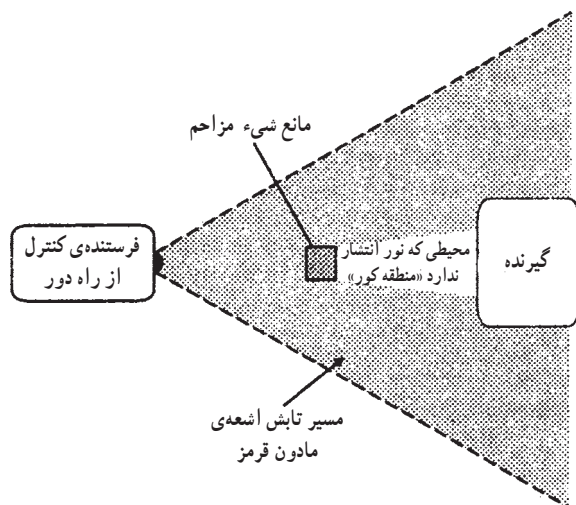 مانع شیء مزاحم
فرستنده‌ی کنترل
از راه دور
محیطی که نور انتشار
ندارد «منطقه کور»
گیرنده
مسیر تابش اشعه‌ی
مادون قرمز